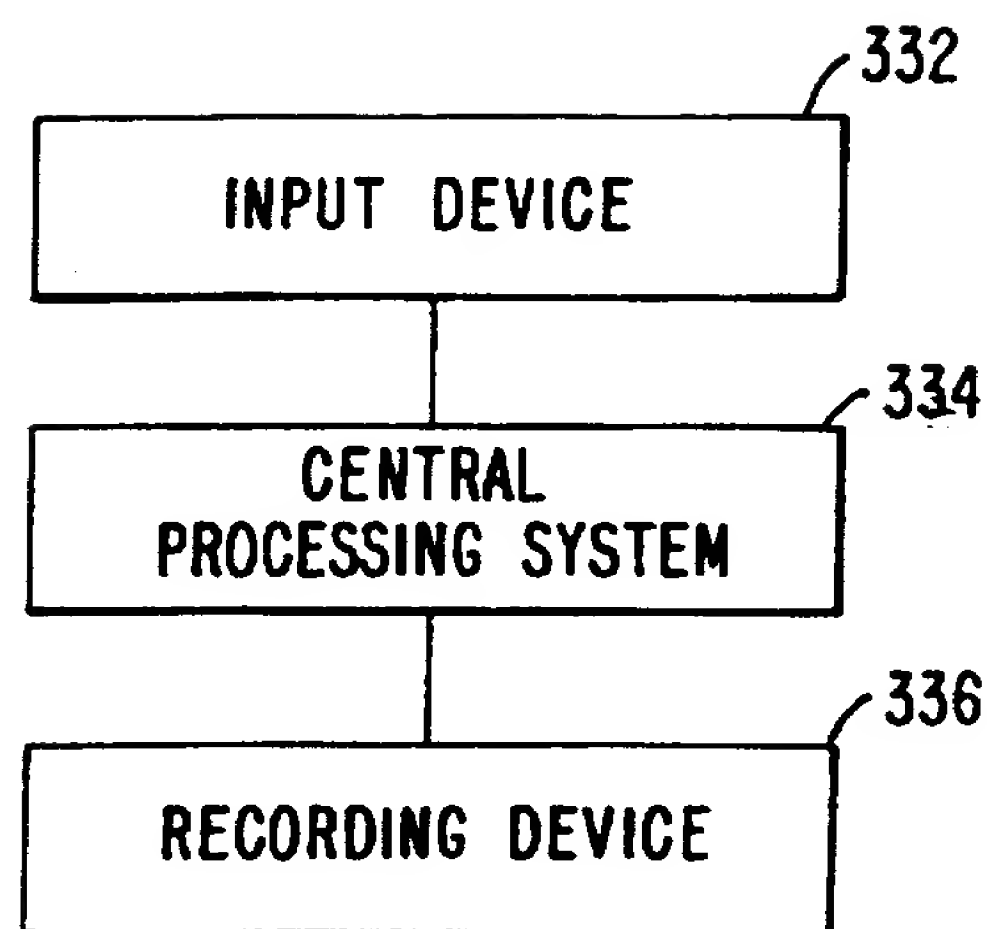 332
INPUT DEVICE
334
CENTRAL
PROCESSING SYSTEM
336
RECORDING DEVICE